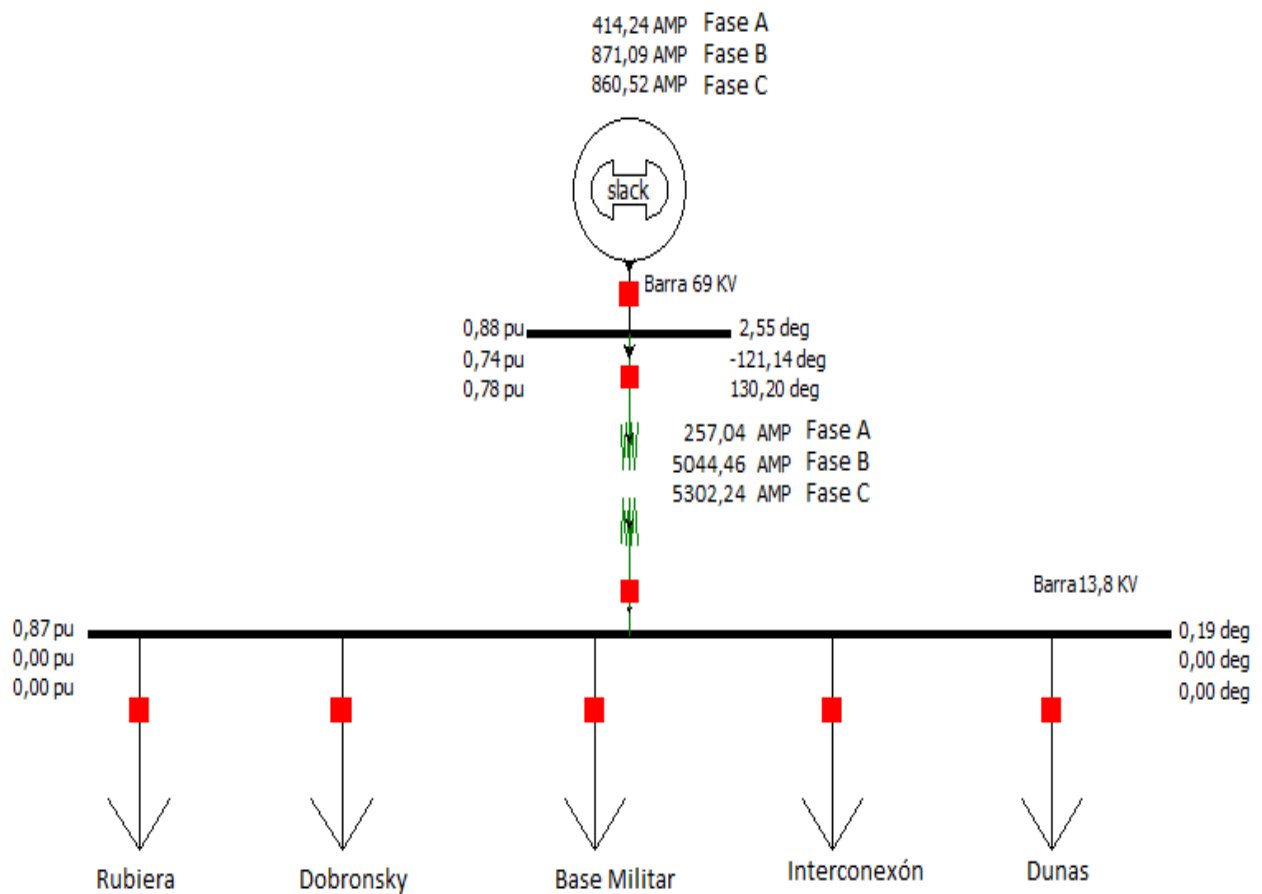 414,24 AMP Fase A
871,09 AMP Fase B
860,52 AMP Fase C
slack
Barra 69 KV
0,88 pu 2,55 deg
0,74 pu -121,14 deg
0,78 pu 130,20 deg
257,04 AMP Fase A
5044,46 AMP Fase B
5302,24 AMP Fase C
Barra13,8 KV
0,87 pu 0,19 deg
0,00 pu 0,00 deg
0,00 pu 0,00 deg
Rubiera Dobronsky Base Militar Interconexón Dunas